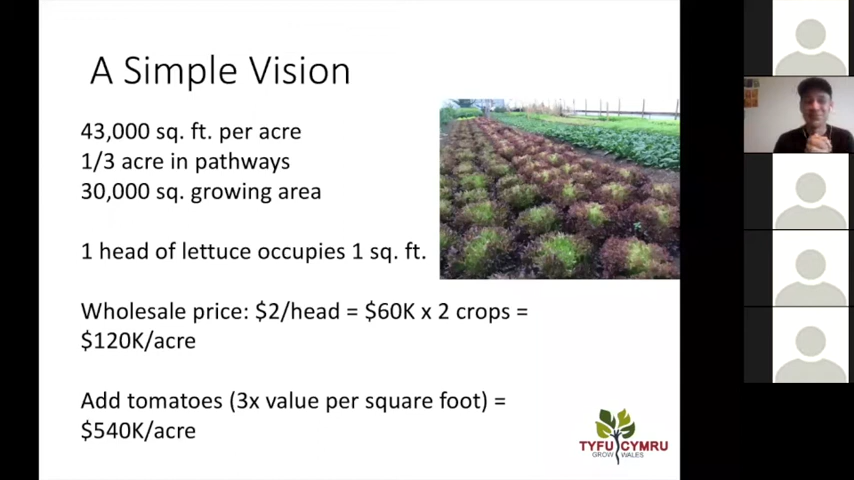 A Simple Vision
43,000 sq. ft. per acre
1/3 acre in pathways
30,000 sq. growing area
1 head of lettuce occupies 1 sq. ft.
Wholesale price: $2/head = $60K x 2 crops =
$120K/acre
Add tomatoes (3x value per square foot) =
$540K/acre
TYFU CYMRU
GROW WALES